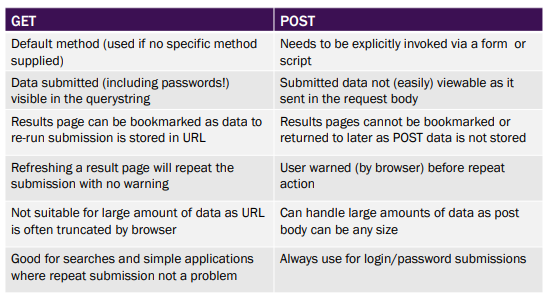 GET POST
Default method (used if no specific method
supplied)
Needs to be explicitly invoked via a form or
script
Data submitted (including passwords!)
visible in the querystring
Submitted data not (easily) viewable as it
sent in the request body
Results page can be bookmarked as data to
re-run submission is stored in URL
Results pages cannot be bookmarked or
returned to later as POST data is not stored
Refreshing a result page will repeat the
submission with no warning
User warned (by browser) before repeat
action
Not suitable for large amount of data as URL
is often truncated by browser
Can handle large amounts of data as post
body can be any size
Good for searches and simple applications
where repeat submission not a problem
Always use for login/password submissions